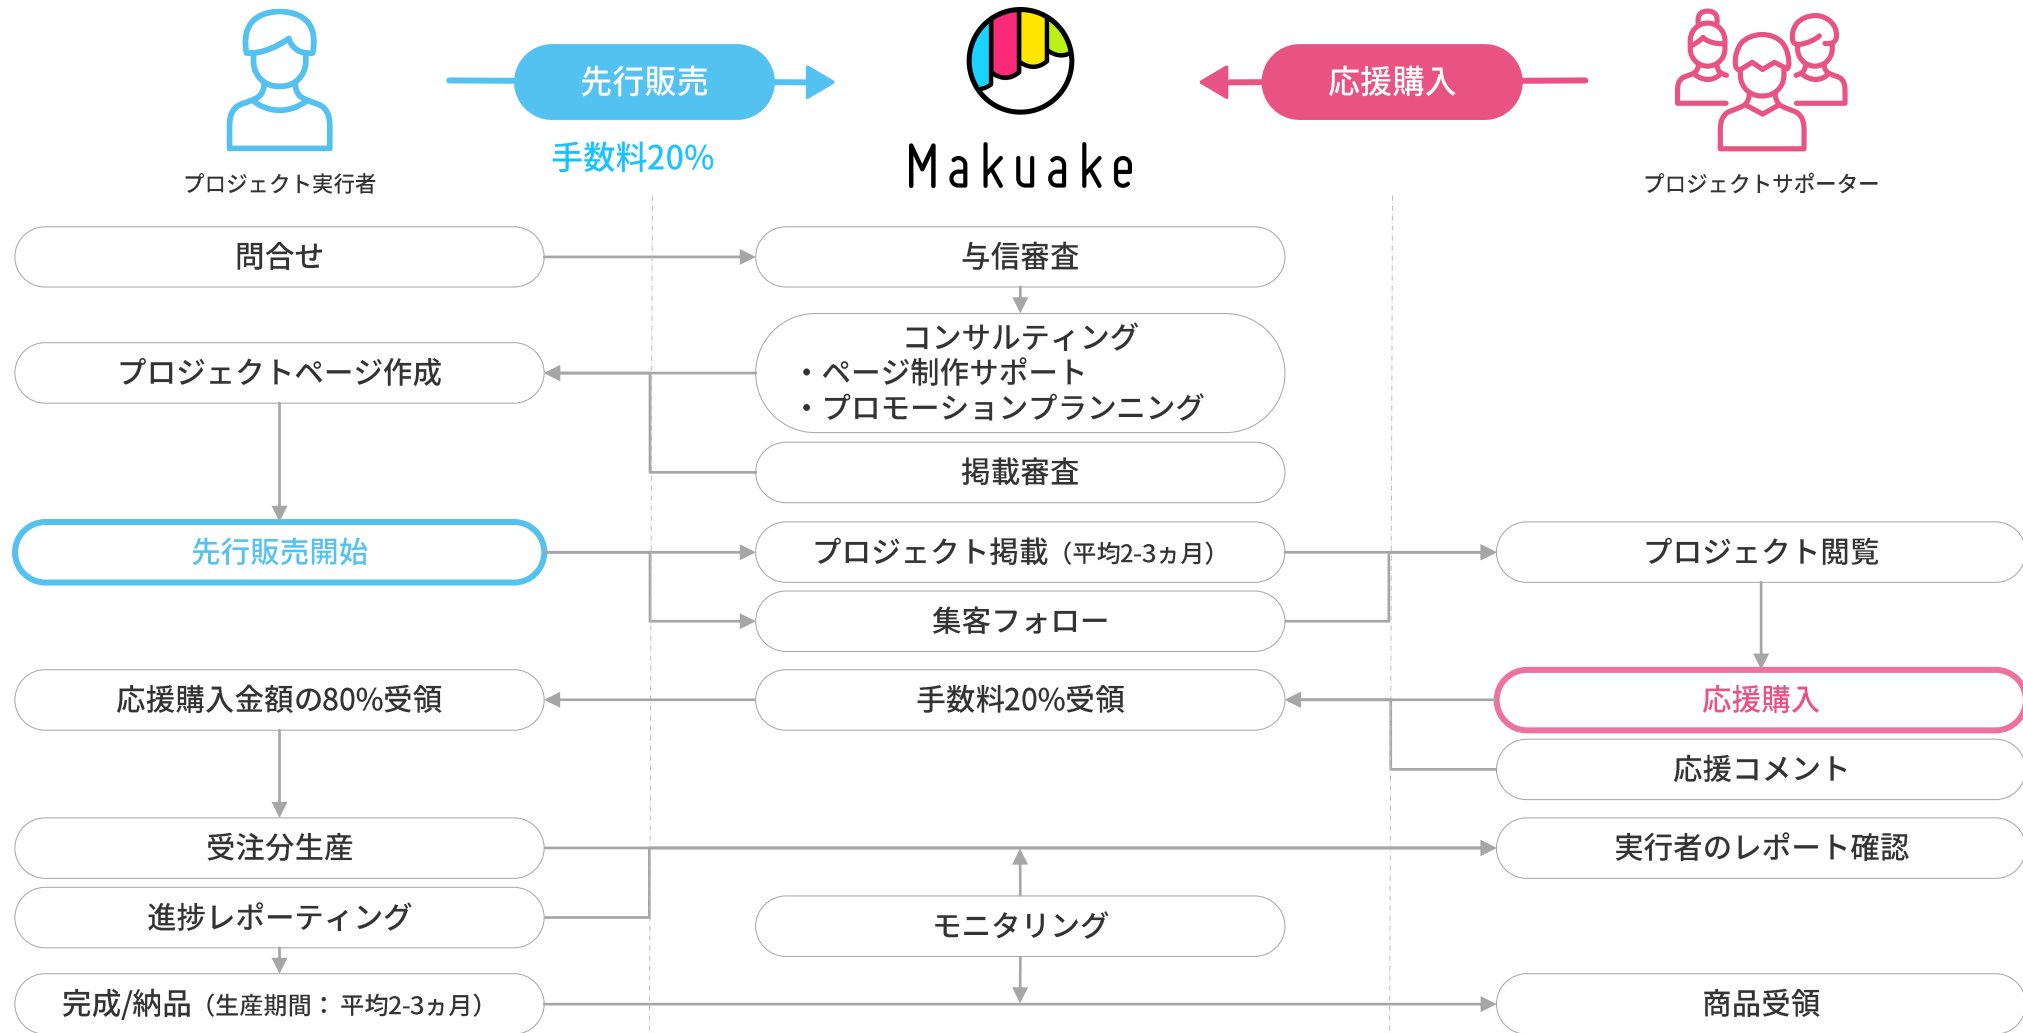 先行販売
応援購入
手数料20%
Makuake
プロジェクト実行者
プロジェクトサポーター
問合せ
与信審査
コンサルティング
・ページ制作サポート
・プロモーションプランニング
プロジェクトページ作成
掲載審査
先行販売開始
プロジェクト掲載（平均2-3ヵ月）
プロジェクト閲覧
集客フォロー
応援購入金額の80%受領
手数料20%受領
応援購入
応援コメント
受注分生産
実行者のレポート確認
進捗レポーティング
モニタリング
完成/納品（生産期間： 平均2-3ヵ月）
商品受領